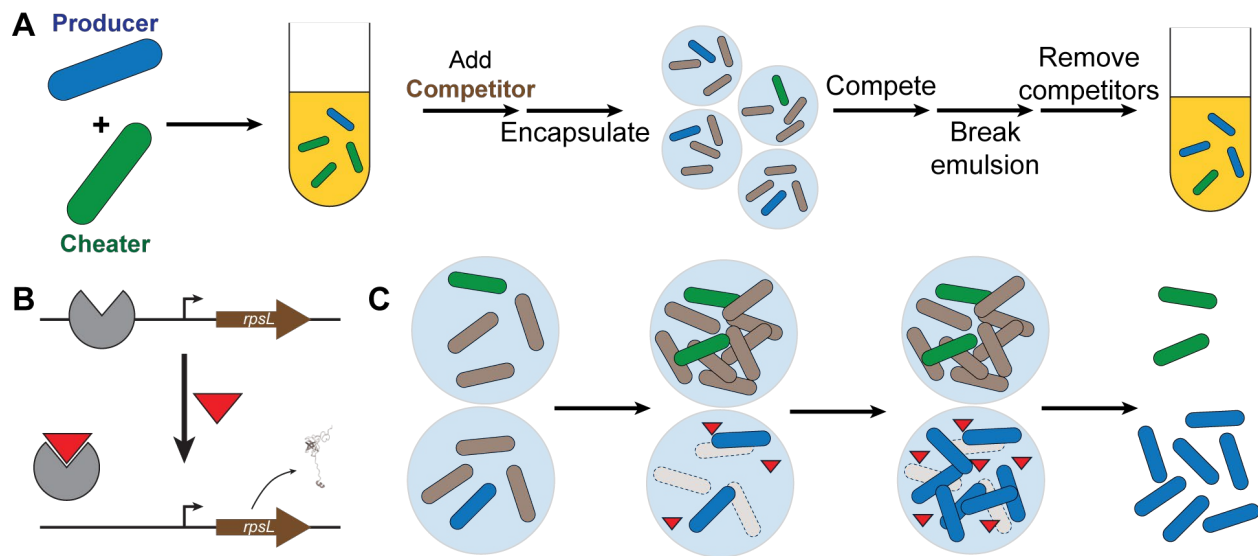 A
Producer
+
Cheater
Add
Competitor
Encapsulate
Compete
Break
emulsion
Remove
competitors
B
rpsL
rpsL
C